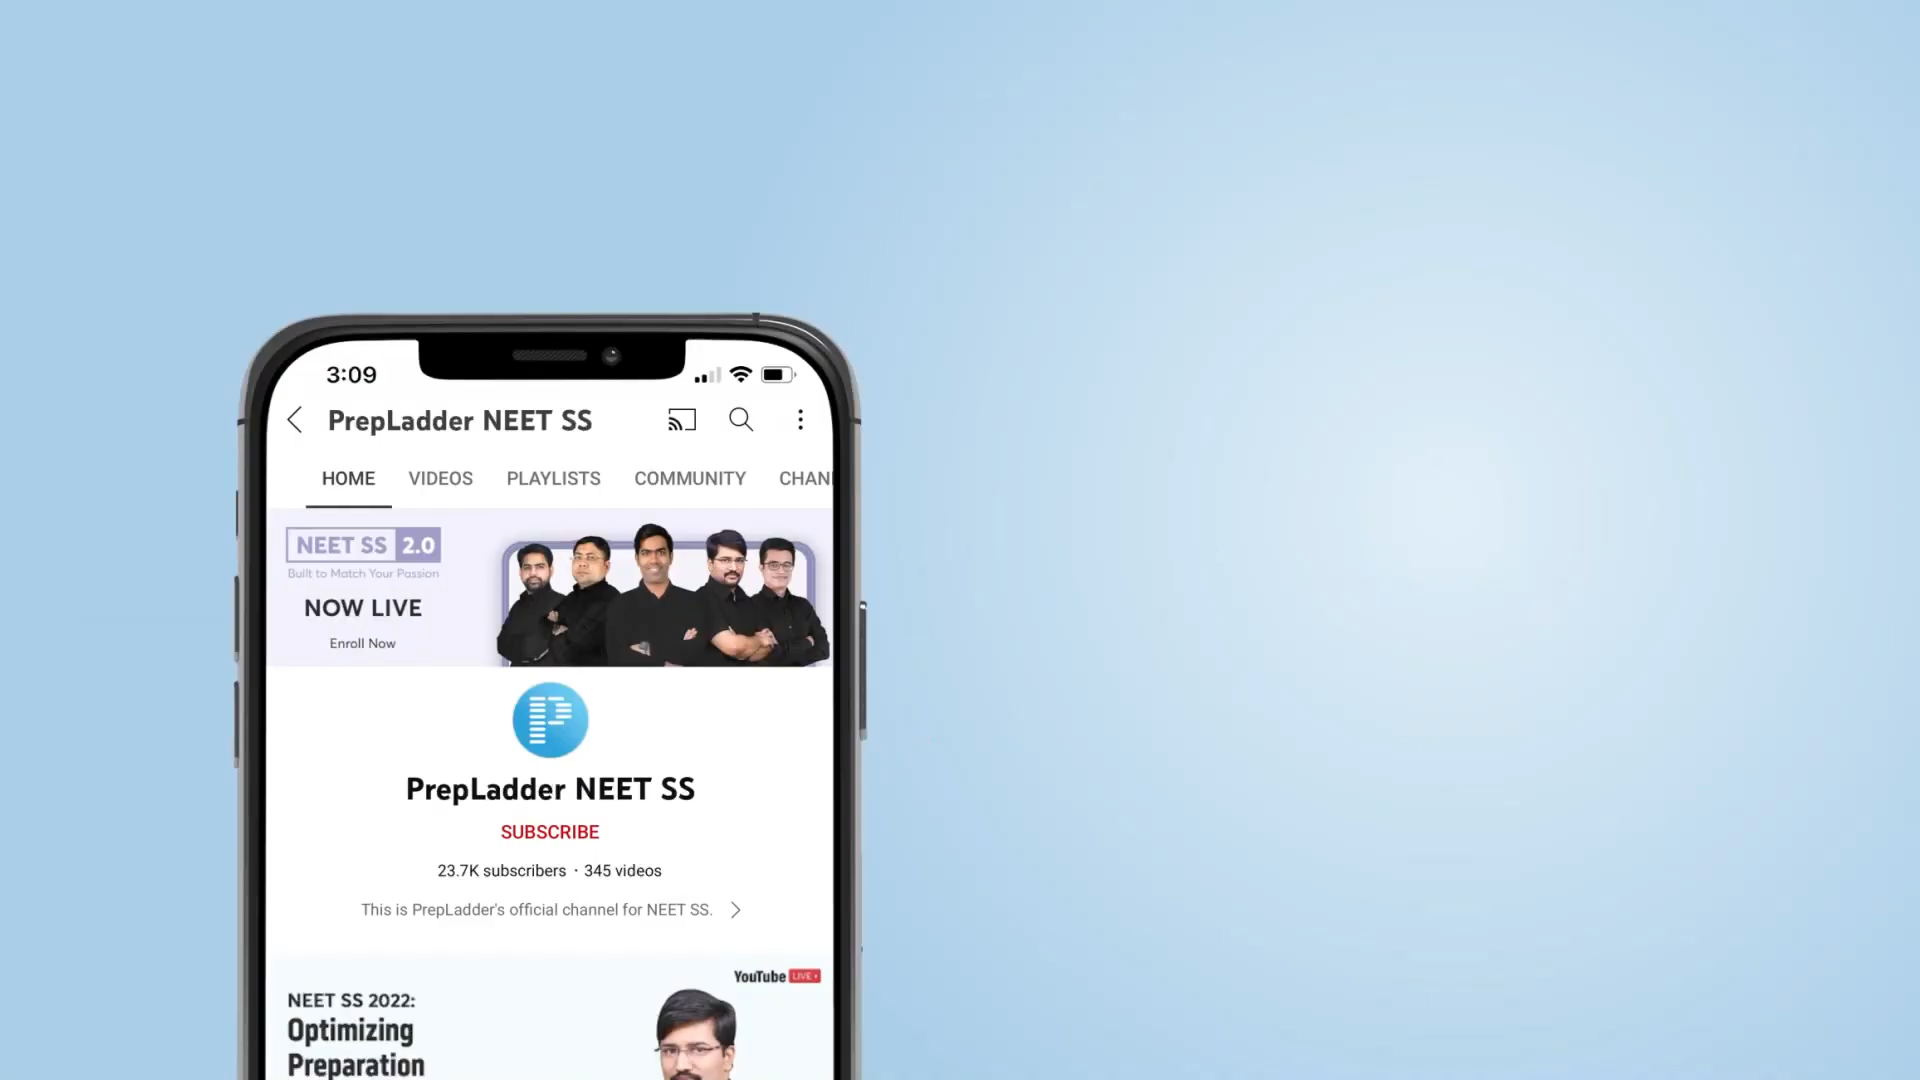 3:09
PrepLadder NEET SS
HOME VIDEOS PLAYLISTS COMMUNITY CHAN
NEET SS 2.0
Built to Match Your Passion
NOW LIVE
Enroll Now
PrepLadder NEET SS
SUBSCRIBE
23.7K subscribers · 345 videos
This is PrepLadder's official channel for NEET SS.
YouTube LIVE
NEET SS 2022:
Optimizing
Preparation